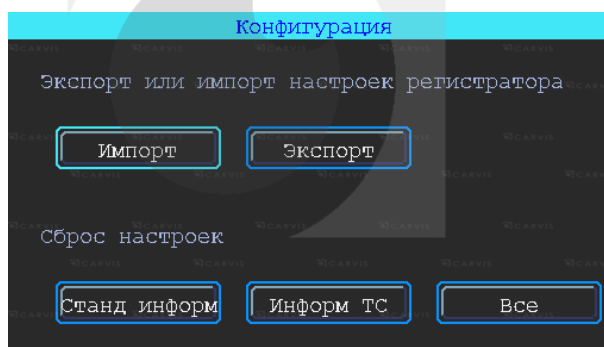 Конфигурация
Экспорт или импорт настроек регистратора
Импорт Экспорт
Сброс настроек
Станд информ Информ ТС Все